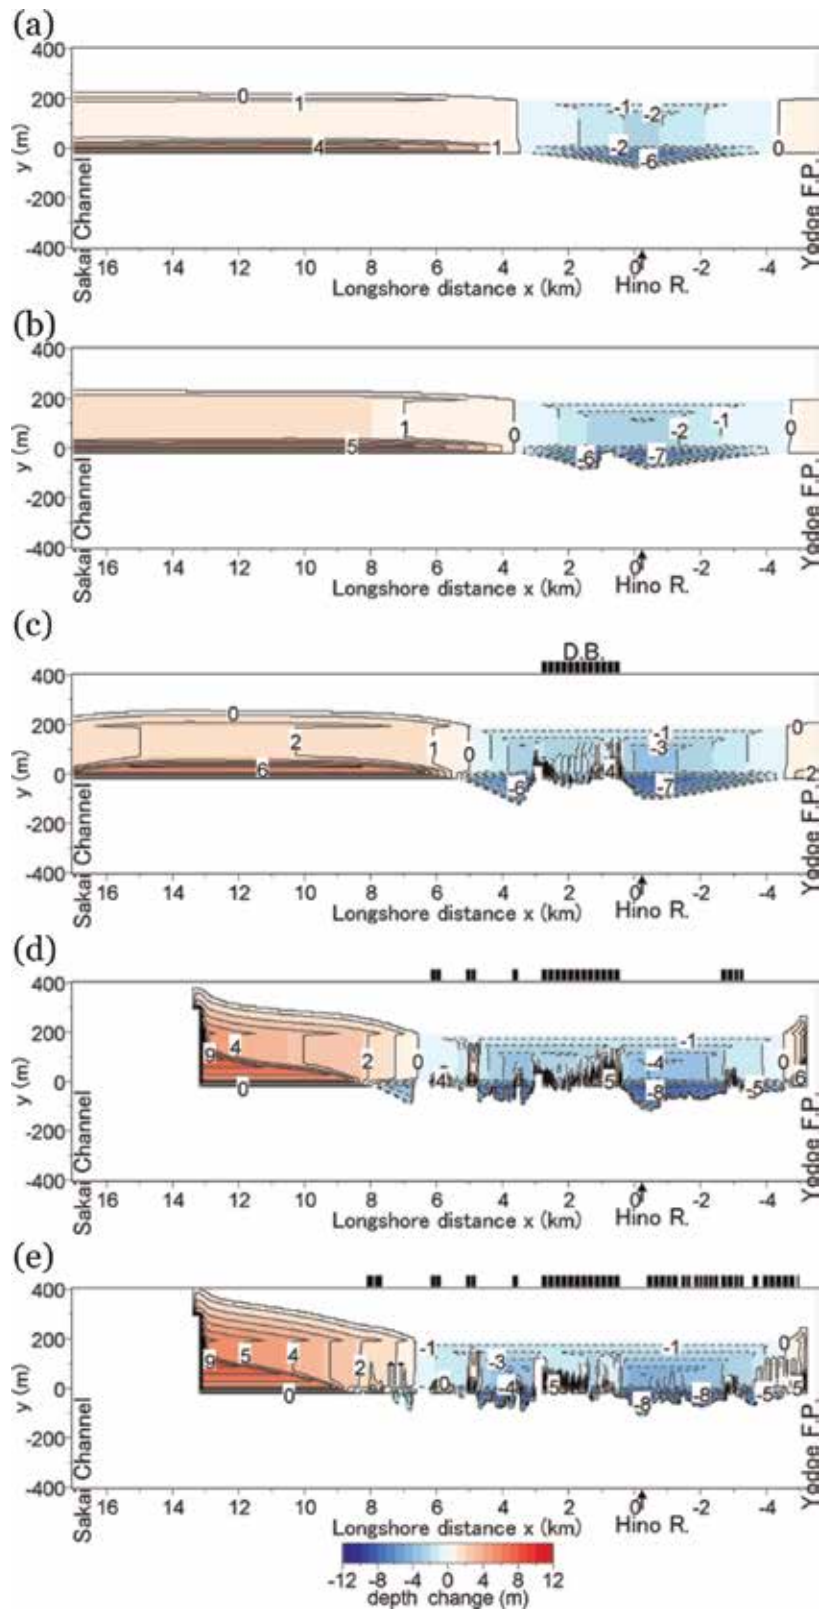 (a)
400
200
0
-200
-400
y (m)
0
1
4
1
-1
-2
-2
-6
0
Sakai Channel
16 14 12 10 8 6 4 2 0 -2 -4
Yodoe F.P.
Longshore distance x (km)
Hino R.
(b)
400
200
0
-200
-400
y (m)
1
5
0
-1
-2
-6
-7
0
Sakai Channel
16 14 12 10 8 6 4 2 0 -2 -4
Yodoe F.P.
Longshore distance x (km)
Hino R.
(c)
D.B.
400
200
0
-200
-400
y (m)
0
2
1
0
6
-6
-4
-1
-3
-7
0
2
Sakai Channel
16 14 12 10 8 6 4 2 0 -2 -4
Yodoe F.P.
Longshore distance x (km)
Hino R.
(d)
400
200
0
-200
-400
y (m)
9
4
2
0
0
-4
-5
-1
-4
-8
-5
0
6
Sakai Channel
16 14 12 10 8 6 4 2 0 -2 -4
Yodoe F.P.
Longshore distance x (km)
Hino R.
(e)
400
200
0
-200
-400
y (m)
9
5
4
2
0
-1
-3
-4
-5
-1
-8
-8
-5
0
5
Sakai Channel
16 14 12 10 8 6 4 2 0 -2 -4
Yodoe F.P.
Longshore distance x (km)
Hino R.
-12 -8 -4 0 4 8 12
depth change (m)